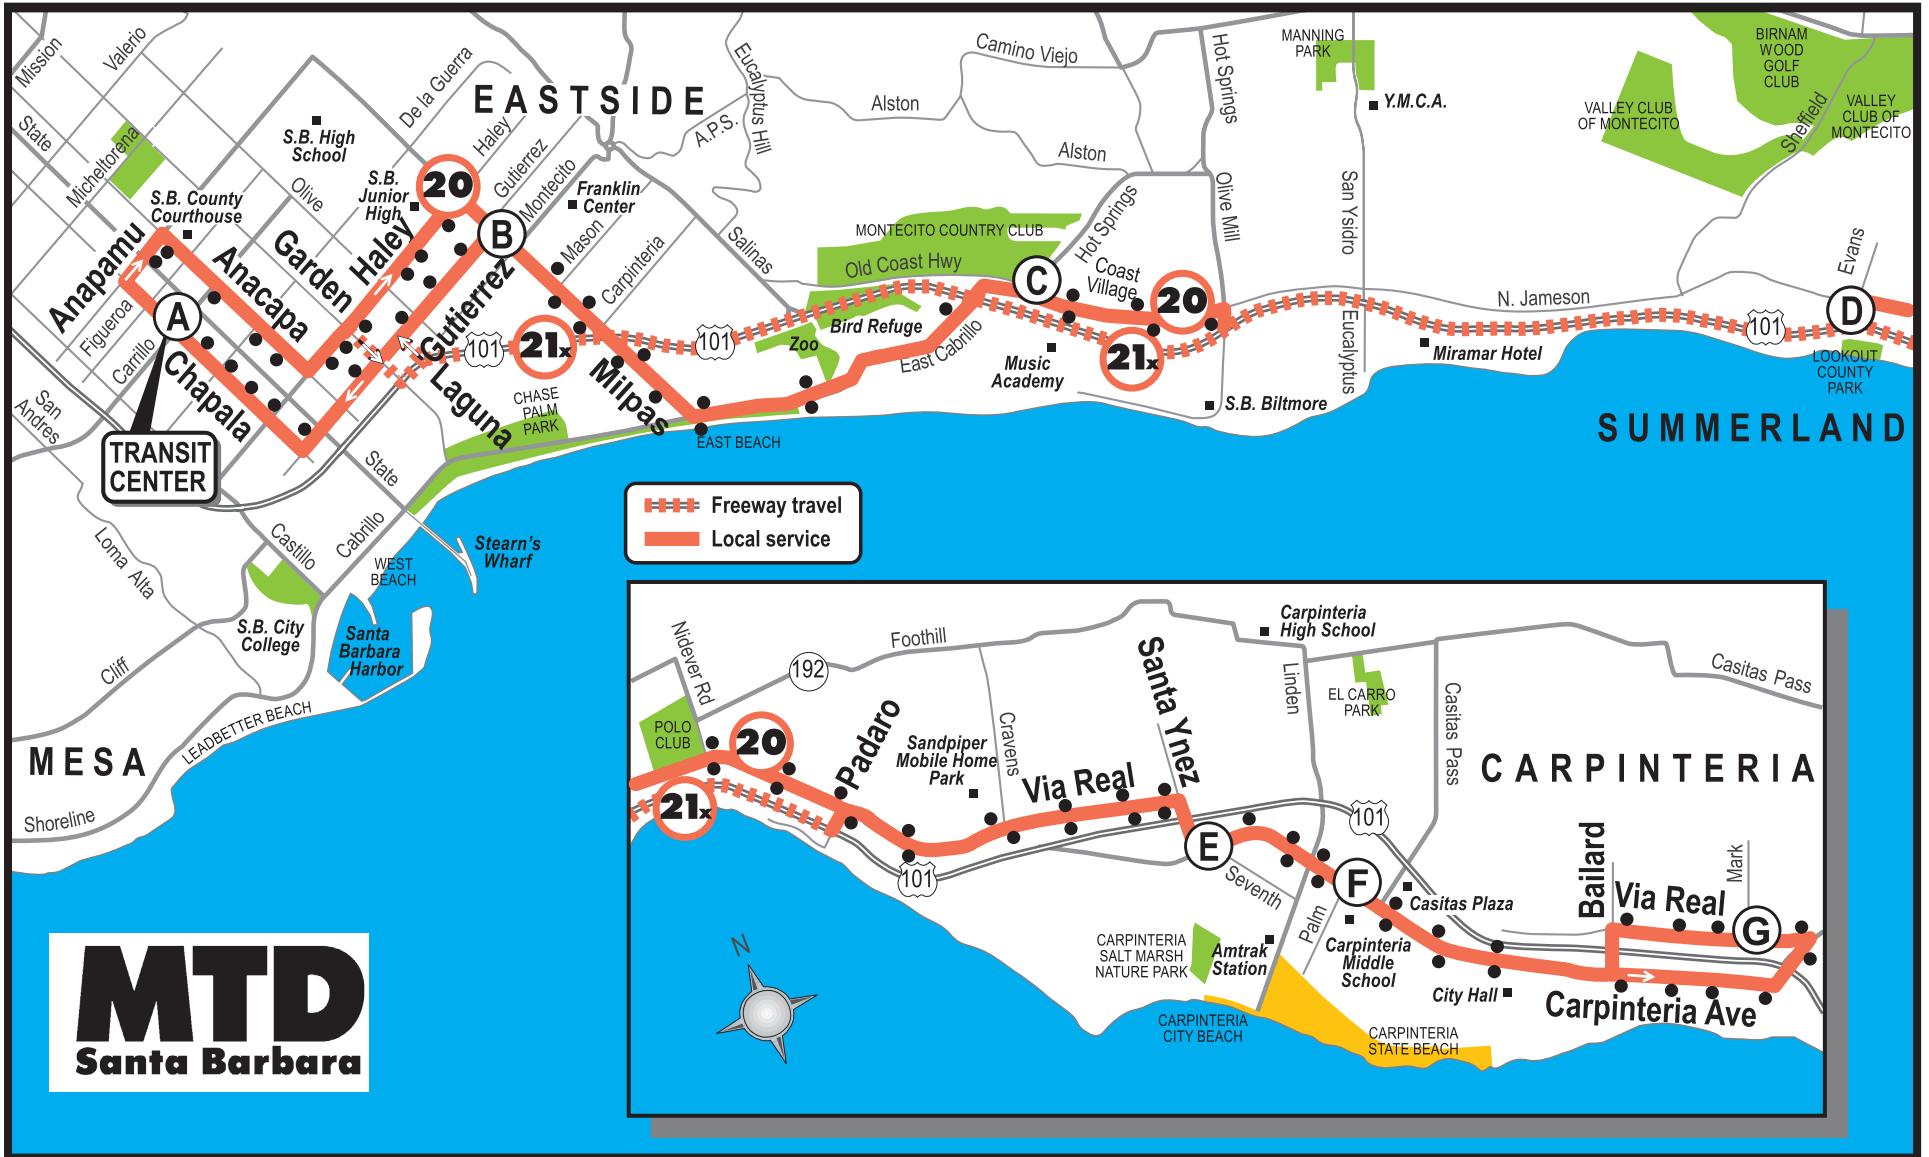 Mission
Valerio
State
Micheltorena
S.B. High
School
De la Guerra
EASTSIDE
Haley
Gutierrez
Montecito
Olive
S.B.
Junior
High
20
B
Franklin
Center
Mason
Carpinteria
S.B. County
Courthouse
Anapamu
Anacapa
Garden
Haley
Gutierrez
Figueroa
Carrillo
A
Chapala
TRANSIT
CENTER
San
Andres
Laguna
Milpas
101
21x
101
CHASE
PALM
PARK
EAST BEACH
Eucalyptus Hill
A.P.S.
Salinas
Camino Viejo
Alston
Alston
Hot Springs
Hot Springs
Olive Mill
MONTECITO COUNTRY CLUB
Old Coast Hwy
Bird Refuge
Zoo
East Cabrillo
C
Coast
Village
20
21x
Music
Academy
S.B. Biltmore
MANNING
PARK
Y.M.C.A.
San Ysidro
Eucalyptus
N. Jameson
Miramar Hotel
101
VALLEY CLUB
OF MONTECITO
BIRNAM
WOOD
GOLF
CLUB
VALLEY
CLUB OF
MONTECITO
Sheffield
Evans
D
LOOKOUT
COUNTY
PARK
SUMMERLAND
Freeway travel
Local service
State
Castillo
Cabrillo
Loma Alta
WEST
BEACH
Stearn's
Wharf
S.B. City
College
Santa
Barbara
Harbor
Cliff
LEADBETTER BEACH
MESA
Shoreline
MTD
Santa Barbara
N
Nidever Rd
192
Foothill
POLO
CLUB
20
21x
Padaro
Sandpiper
Mobile Home
Park
Cravens
Via Real
Santa Ynez
101
Carpinteria
High School
Linden
EL CARRO
PARK
Casitas Pass
Casitas Pass
CARPINTERIA
101
E
Seventh
F
Palm
Casitas Plaza
Carpinteria
Middle
School
City Hall
Amtrak
Station
CARPINTERIA
SALT MARSH
NATURE PARK
CARPINTERIA
CITY BEACH
CARPINTERIA
STATE BEACH
Bailard
Via Real
Mark
G
Carpinteria Ave